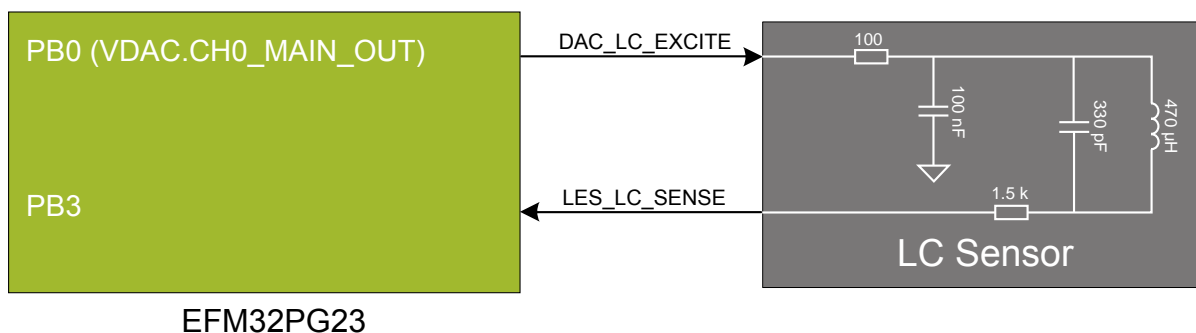 PB0 (VDAC.CH0_MAIN_OUT)
DAC_LC_EXCITE
100
100 nF
330 pF
470 µH
PB3
LES_LC_SENSE
1.5 k
LC Sensor
EFM32PG23